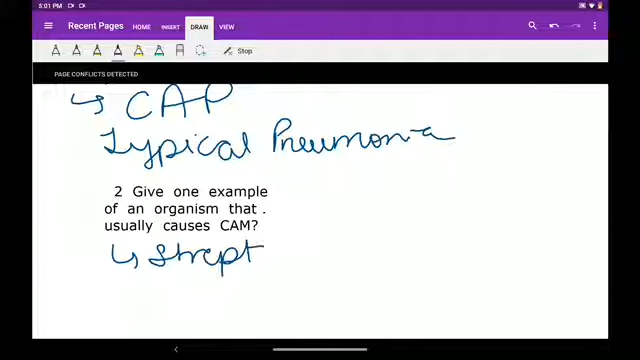 5:01 PM
Recent Pages HOME INSERT DRAW VIEW
Stop
PAGE CONFLICTS DETECTED
CAP
Typical Pneumonia
2 Give one example
of an organism that .
usually causes CAM?
Strept